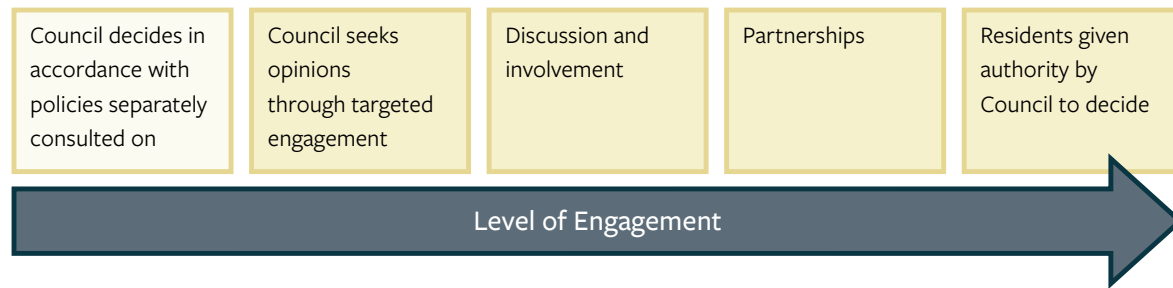 Council decides in
accordance with
policies separately
consulted on
Council seeks
opinions
through targeted
engagement
Discussion and
involvement
Partnerships
Residents given
authority by
Council to decide
Level of Engagement